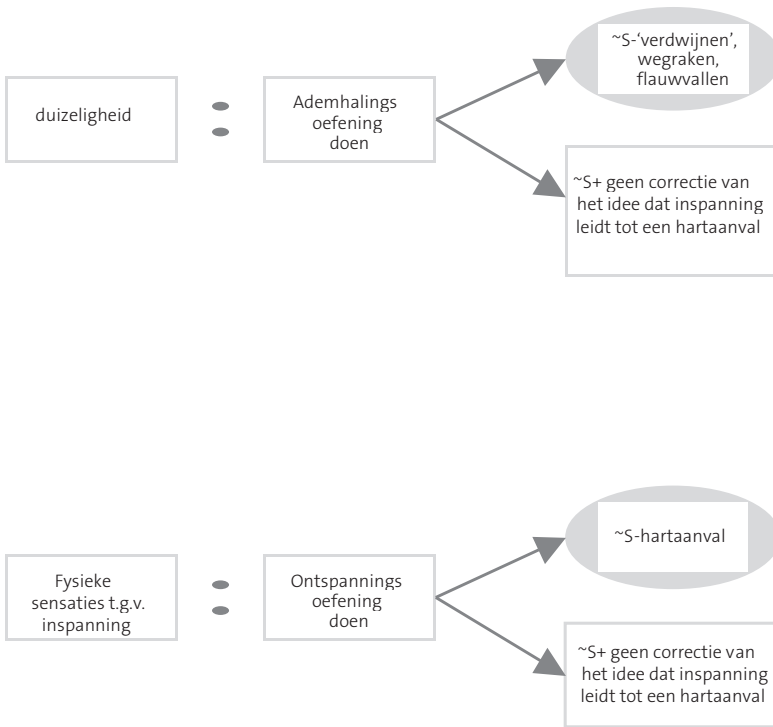 duizeligheid
Ademhalings
oefening
doen
~S-‘verdwijnen’,
wegraken,
flauwvallen
~S+ geen correctie van
het idee dat inspanning
leidt tot een hartaanval
Fysieke
sensaties t.g.v.
inspanning
Ontspannings
oefening
doen
~S-hartaanval
~S+ geen correctie van
het idee dat inspanning
leidt tot een hartaanval